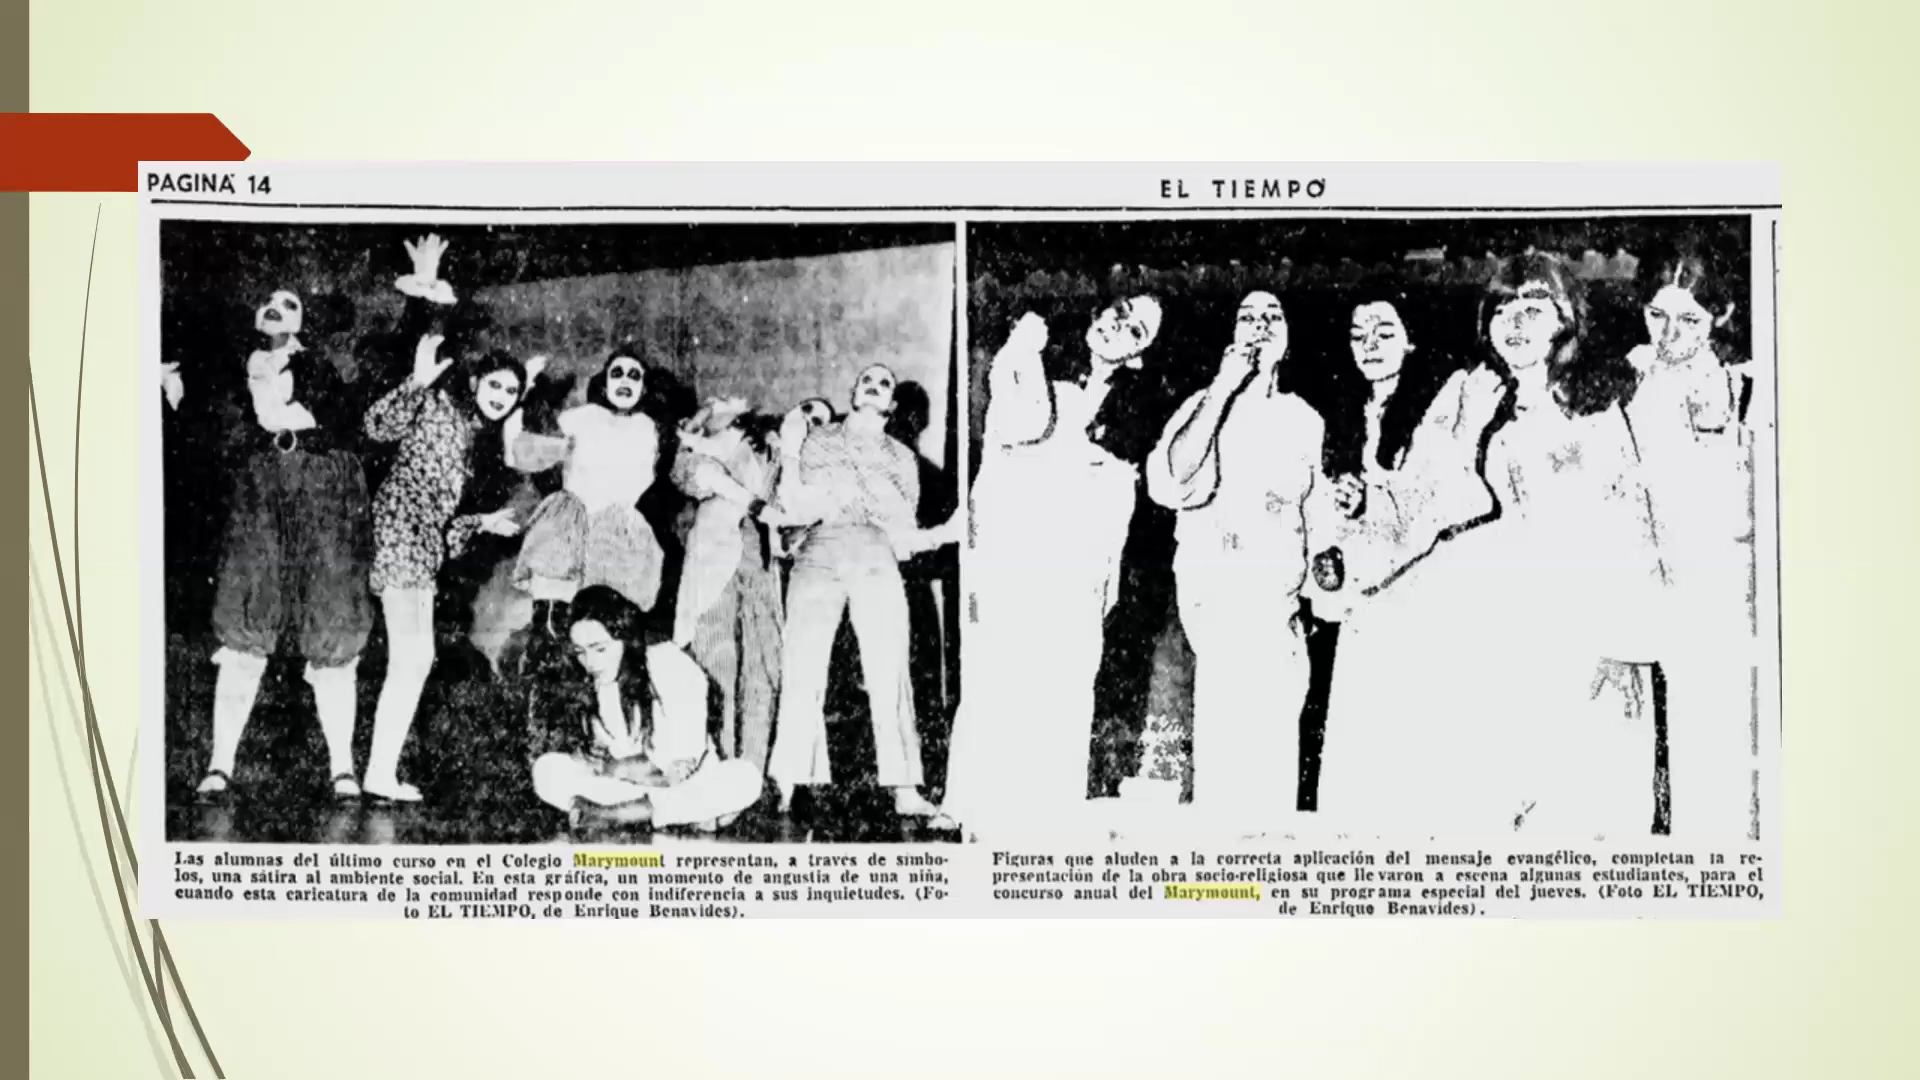 PAGINA 14
EL TIEMPO
Las alumnas del último curso en el Colegio Marymount representan, a través de símbo-
los, una sátira al ambiente social. En esta gráfica, un momento de angustia de una niña,
cuando esta caricatura de la comunidad responde con indiferencia a sus inquietudes. (Fo-
to EL TIEMPO, de Enrique Benavides).
Figuras que aluden a la correcta aplicación del mensaje evangélico, completan la re-
presentación de la obra socio-religiosa que llevaron a escena algunas estudiantes, para el
concurso anual del Marymount, en su programa especial del jueves. (Foto EL TIEMPO,
de Enrique Benavides).